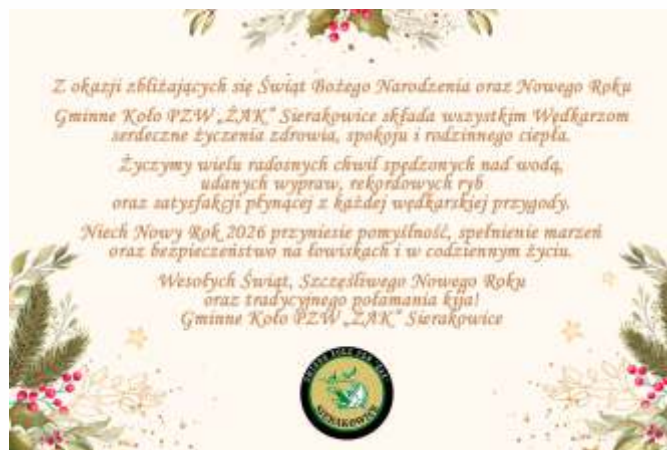 Z okazji zbliżających się Świąt Bożego Narodzenia oraz Nowego Roku
Gminne Koło PZW „ŻAK" Sierakowice składa wszystkim Wędkarzom
serdeczne życzenia zdrowia, spokoju i rodzinnego ciepła.
Życzymy wielu radosnych chwil spędzonych nad wodą,
udanych wypraw, rekordowych ryb
oraz satysfakcji płynącej z każdej wędkarskiej przygody.
Niech Nowy Rok 2026 przyniesie pomyślność, spełnienie marzeń
oraz bezpieczeństwo na łowiskach i w codziennym życiu.
Wesołych Świąt, Szczęśliwego Nowego Roku
oraz tradycyjnego połamania kija!
Gminne Koło PZW „ŻAK" Sierakowice
SIERAKOWICE